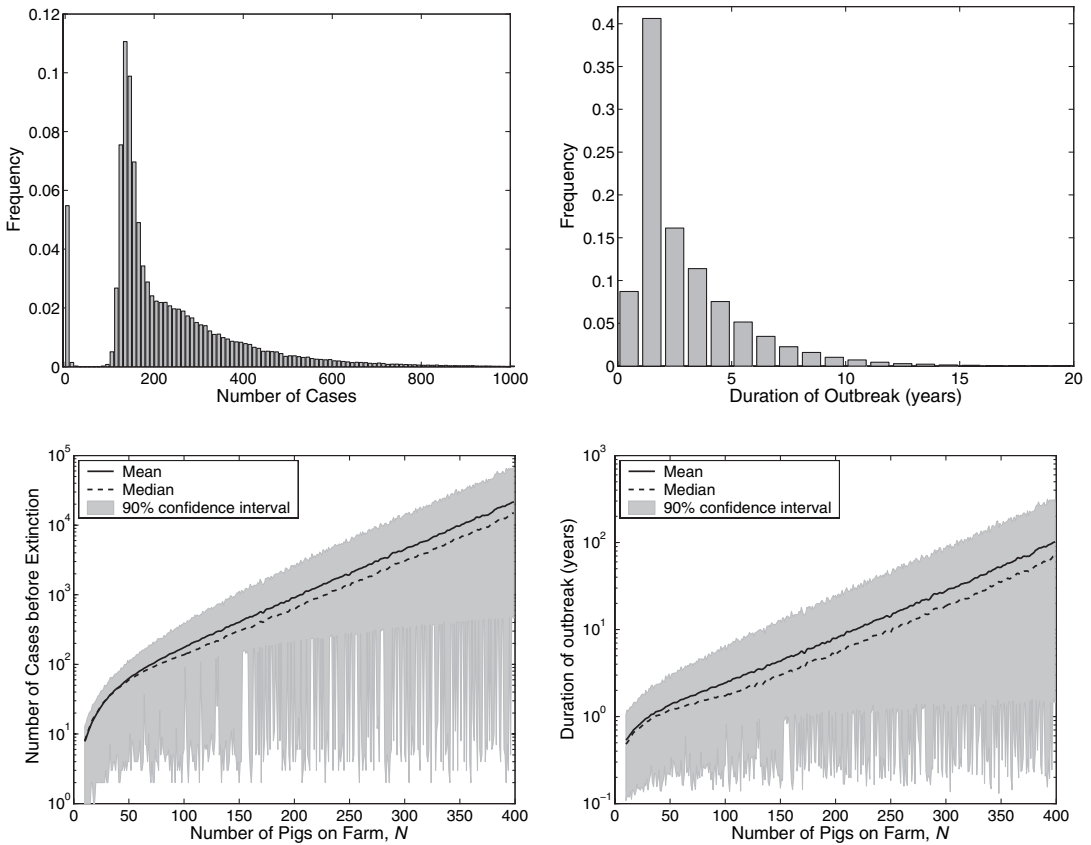 0.12
0.1
0.08
0.06
0.04
0.02
0
0 200 400 600 800 1000
Frequency
Number of Cases
0.4
0.35
0.3
0.25
0.2
0.15
0.1
0.05
0
0 5 10 15 20
Frequency
Duration of Outbreak (years)
10^5
10^4
10^3
10^2
10^1
10^0
0 50 100 150 200 250 300 350 400
Number of Cases before Extinction
Number of Pigs on Farm, N
Mean
Median
90% confidence interval
10^3
10^2
10^1
10^0
10^−1
0 50 100 150 200 250 300 350 400
Duration of outbreak (years)
Number of Pigs on Farm, N
Mean
Median
90% confidence interval